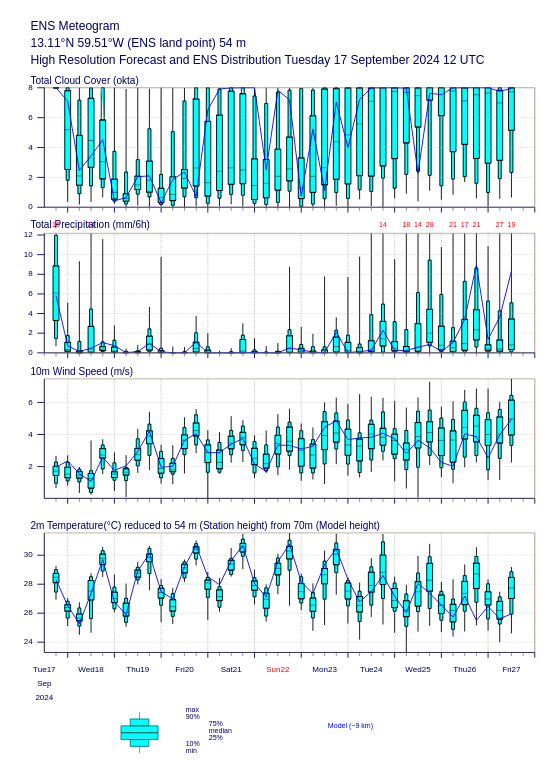 ENS Meteogram
13.11°N 59.51°W (ENS land point) 54 m
High Resolution Forecast and ENS Distribution Tuesday 17 September 2024 12 UTC
Total Cloud Cover (okta)
8
6
4
2
0
Total Precipitation (mm/6h)
14 18 14 28 21 17 21 27 19
12
10
8
6
4
2
0
10m Wind Speed (m/s)
6
4
2
2m Temperature(°C) reduced to 54 m (Station height) from 70m (Model height)
30
28
26
24
Tue17 Wed18 Thu19 Fri20 Sat21 Sun22 Mon23 Tue24 Wed25 Thu26 Fri27
Sep
2024
max
90%
75%
median
25%
10%
min
Model (~9 km)